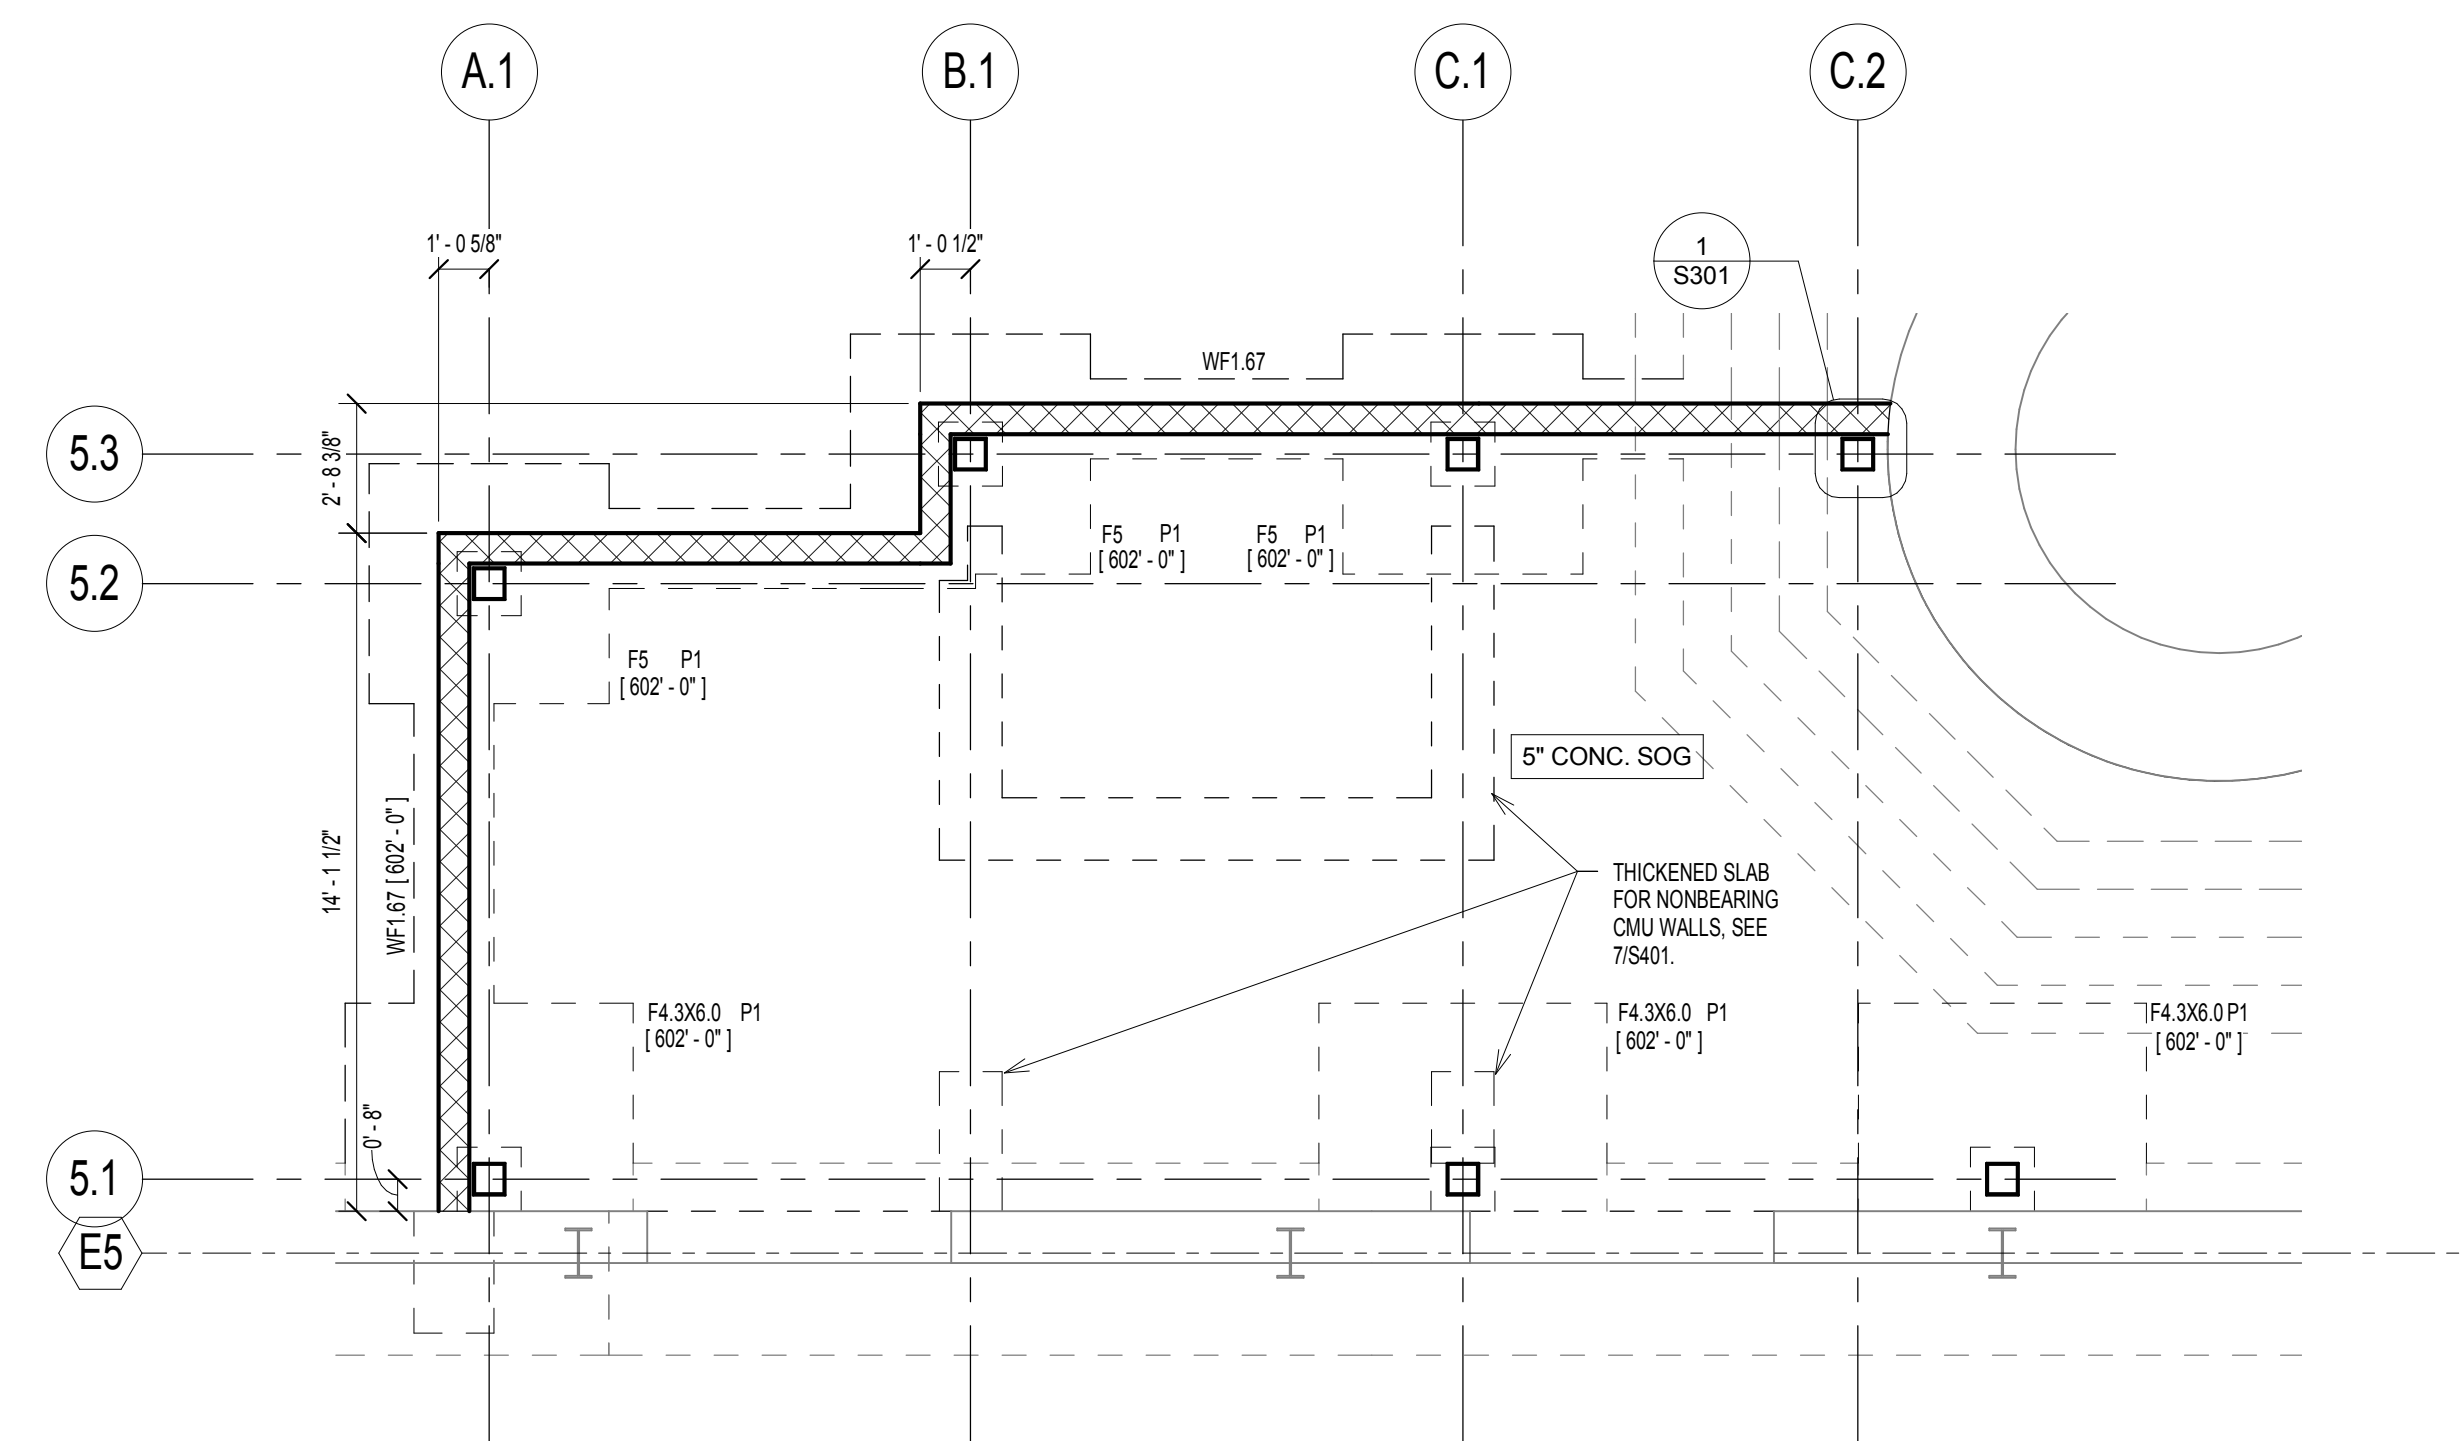 A.1
B.1
C.1
C.2
1' - 0 5/8"
1' - 0 1/2"
1
S301
WF1.67
5.3
2' - 8 3/8"
5.2
F5 P1
[ 602' - 0" ]
F5 P1
[ 602' - 0" ]
F5 P1
[ 602' - 0" ]
5" CONC. SOG
14' - 1 1/2"
WF1.67 [ 602' - 0" ]
THICKENED SLAB
FOR NONBEARING
CMU WALLS, SEE
7/S401.
F4.3X6.0 P1
[ 602' - 0" ]
F4.3X6.0 P1
[ 602' - 0" ]
F4.3X6.0 P1
[ 602' - 0" ]
0' - 8"
5.1
E5